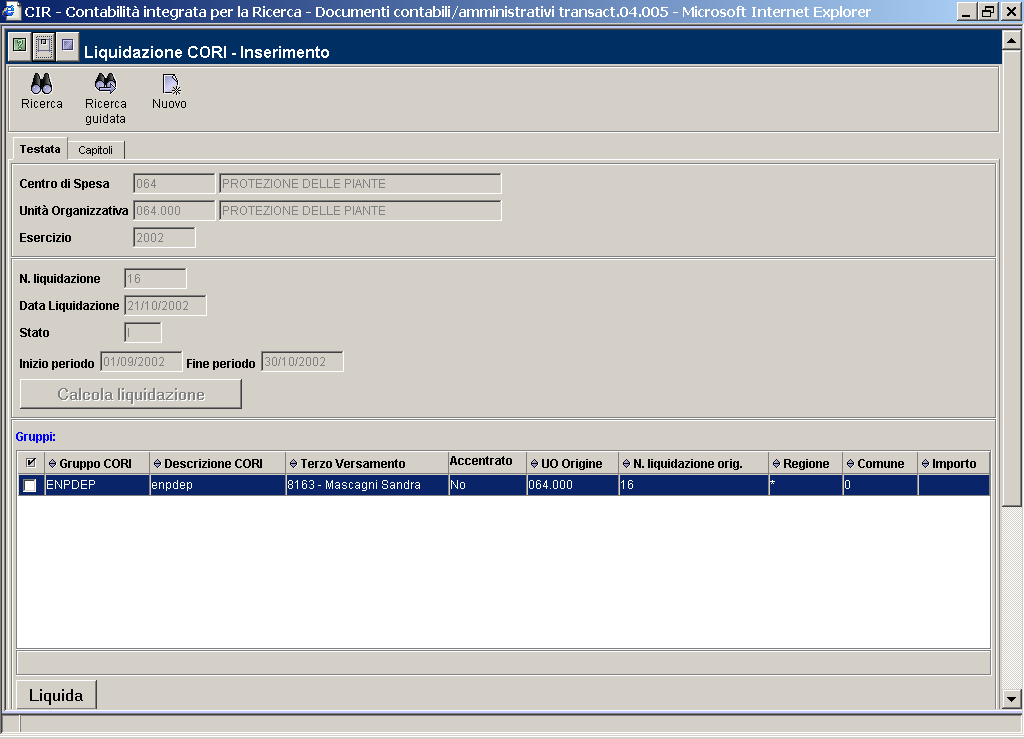 CIR - Contabilità integrata per la Ricerca - Documenti contabili/amministrativi transact.04.005 - Microsoft Internet Explorer
Liquidazione CORI - Inserimento
Ricerca Ricerca guidata Nuovo
Testata Capitoli
Centro di Spesa 064 PROTEZIONE DELLE PIANTE
Unità Organizzativa 064.000 PROTEZIONE DELLE PIANTE
Esercizio 2002
N. liquidazione 16
Data Liquidazione 21/10/2002
Stato I
Inizio periodo 01/09/2002 Fine periodo 30/10/2002
Calcola liquidazione
Gruppi:
Gruppo CORI Descrizione CORI Terzo Versamento Accentrato UO Origine N. liquidazione orig. Regione Comune Importo
ENPDEP enpdep 8163 - Mascagni Sandra No 064.000 16 * 0
Liquida